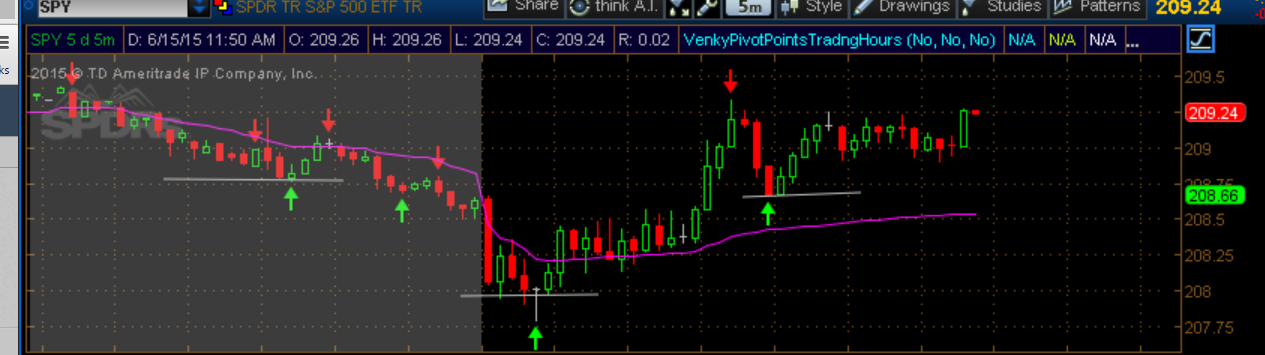 SPY SPDR TR S&P 500 ETF TR Share think A.I. 5m Style Drawings Studies Patterns 209.24
SPY 5 d 5m D: 6/15/15 11:50 AM O: 209.26 H: 209.26 L: 209.24 C: 209.24 R: 0.02 VenkyPivotPointsTradngHours (No, No, No) N/A N/A N/A ...
ks
2015 © TD Ameritrade IP Company, Inc.
SPDR
209.5
209.24
209
208.75
208.66
208.5
208.25
208
207.75